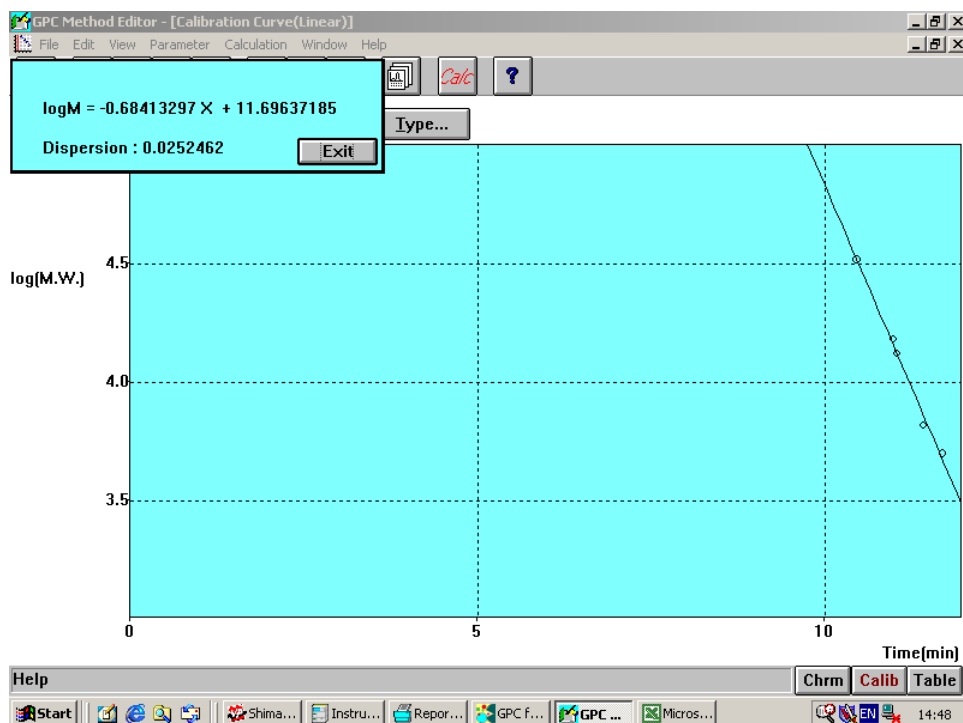 GPC Method Editor - [Calibration Curve(Linear)]
File Edit View Parameter Calculation Window Help
Calc ?
logM = -0.68413297 X + 11.69637185
Dispersion : 0.0252462
Exit
Type...
log(M.W.)
4.5
4.0
3.5
0 5 10
Time(min)
Help Chrm Calib Table
Start Shima... Instru... Repor... GPC f... GPC ... Micros... EN 14:48